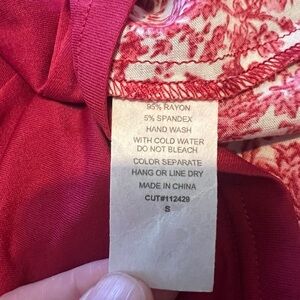 95% RAYON
5% SPANDEX
HAND WASH
WITH COLD WATER
DO NOT BLEACH
COLOR SEPARATE
HANG OR LINE DRY
MADE IN CHINA
CUT#112429
S